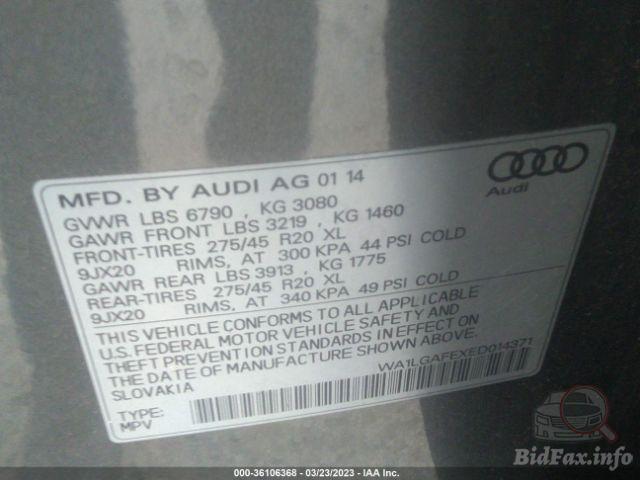 MFD. BY AUDI AG 01 14
GVWR LBS 6790 , KG 3080
GAWR FRONT LBS 3219 , KG 1460
FRONT-TIRES 275/45 R20 XL
9JX20 RIMS, AT 300 KPA 44 PSI COLD
GAWR REAR LBS 3913 , KG 1775
REAR-TIRES 275/45 R20 XL
9JX20 RIMS, AT 340 KPA 49 PSI COLD
THIS VEHICLE CONFORMS TO ALL APPLICABLE
U.S. FEDERAL MOTOR VEHICLE SAFETY AND
THEFT PREVENTION STANDARDS IN EFFECT ON
THE DATE OF MANUFACTURE SHOWN ABOVE.
SLOVAKIA
WA1LGAFEXED014371
TYPE:
MPV
Audi
000-36106368 - 03/23/2023 - IAA Inc.
BidFax.info